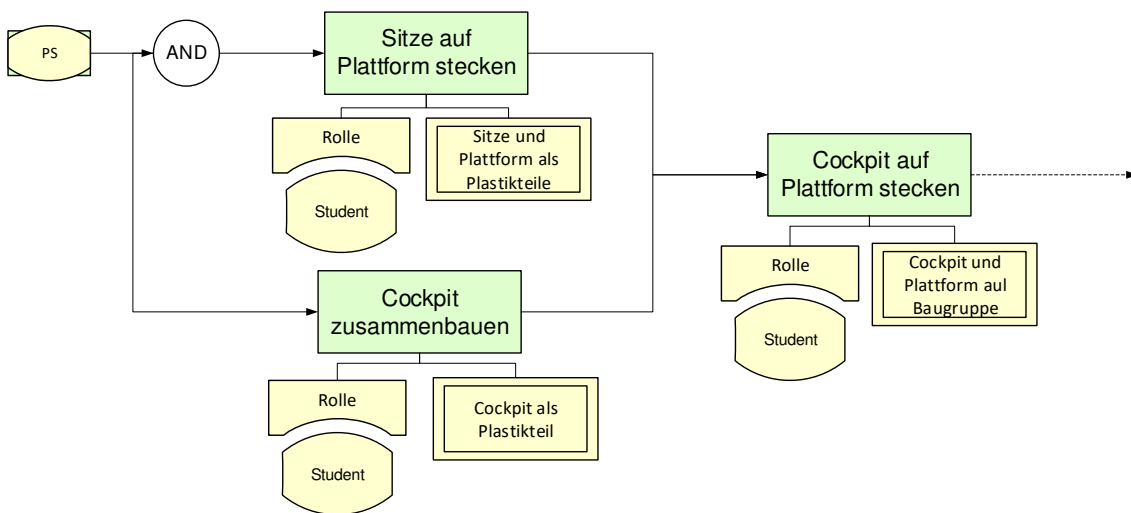 PS
AND
Sitze auf
Plattform stecken
Rolle
Student
Sitze und
Plattform als
Plastikteile
Cockpit
zusammenbauen
Rolle
Student
Cockpit als
Plastikteil
Cockpit auf
Plattform stecken
Rolle
Student
Cockpit und
Plattform aul
Baugruppe